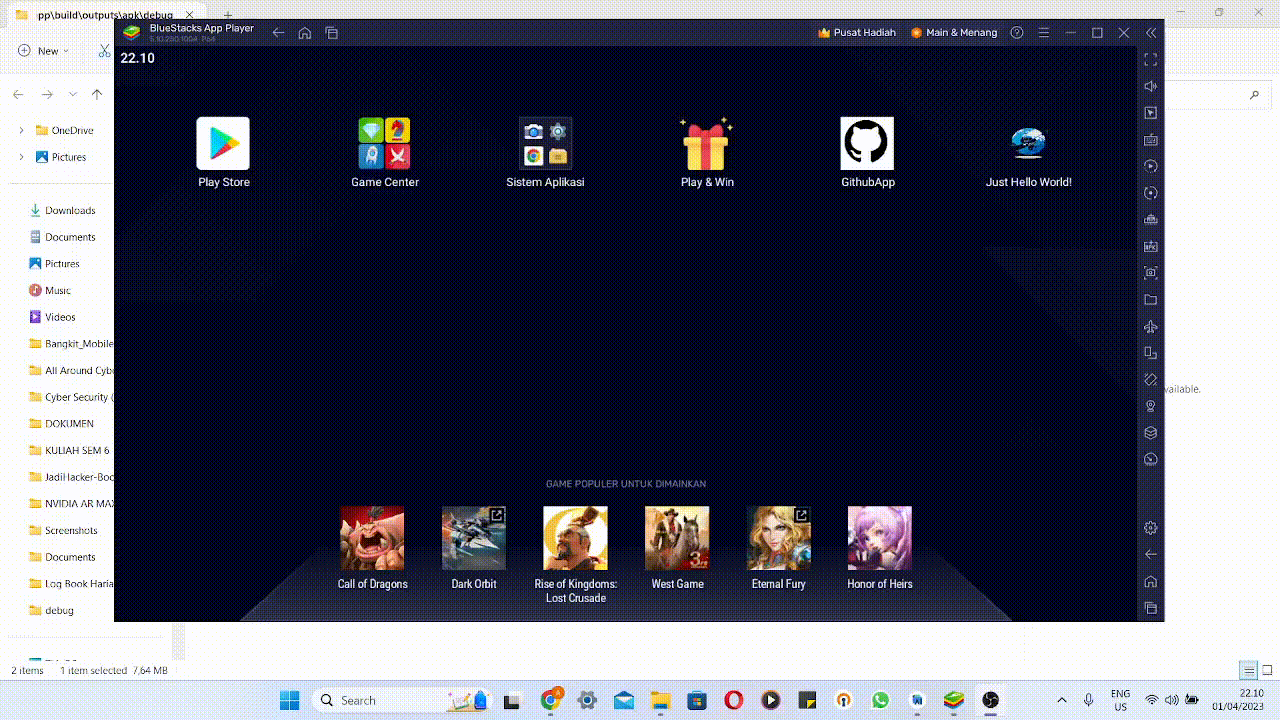 pp\build\outputs\apk\debug
New
BlueStacks App Player
5.10.250.1004 P64
Pusat Hadiah
Main & Menang
22.10
OneDrive
Pictures
Downloads
Documents
Pictures
Music
Videos
Bangkit_Mobile
All Around Cybe
Cyber Security (
DOKUMEN
KULIAH SEM 6
JadiHacker-Boo
NVIDIA AR MAX
Screenshots
Documents
Log Book Haria
debug
Play Store
Game Center
Sistem Aplikasi
Play & Win
GithubApp
Just Hello World!
vailable.
GAME POPULER UNTUK DIMAINKAN
Call of Dragons
Dark Orbit
Rise of Kingdoms:
Lost Crusade
West Game
Eternal Fury
Honor of Heirs
2 items
1 item selected 7,64 MB
Search
ENG
US
22.10
01/04/2023